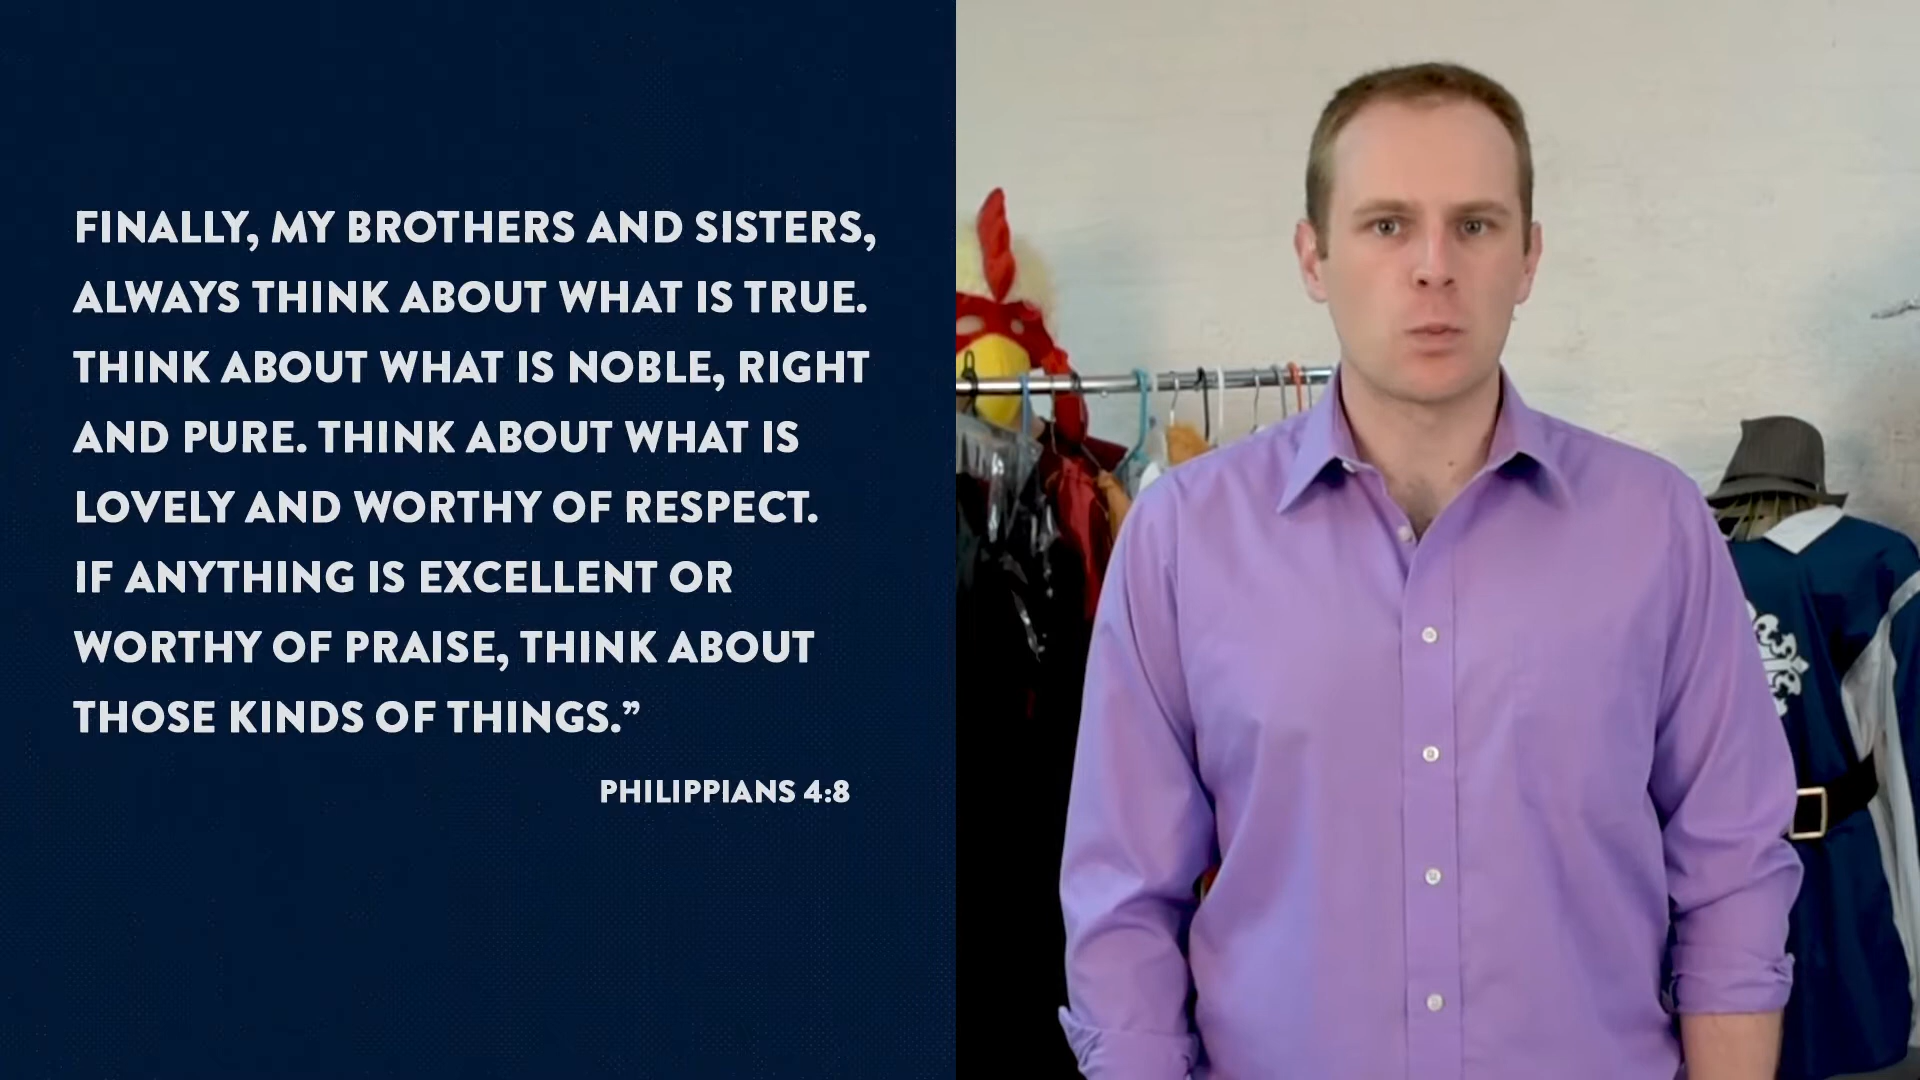 FINALLY, MY BROTHERS AND SISTERS,
ALWAYS THINK ABOUT WHAT IS TRUE.
THINK ABOUT WHAT IS NOBLE, RIGHT
AND PURE. THINK ABOUT WHAT IS
LOVELY AND WORTHY OF RESPECT.
IF ANYTHING IS EXCELLENT OR
WORTHY OF PRAISE, THINK ABOUT
THOSE KINDS OF THINGS.”
PHILIPPIANS 4:8